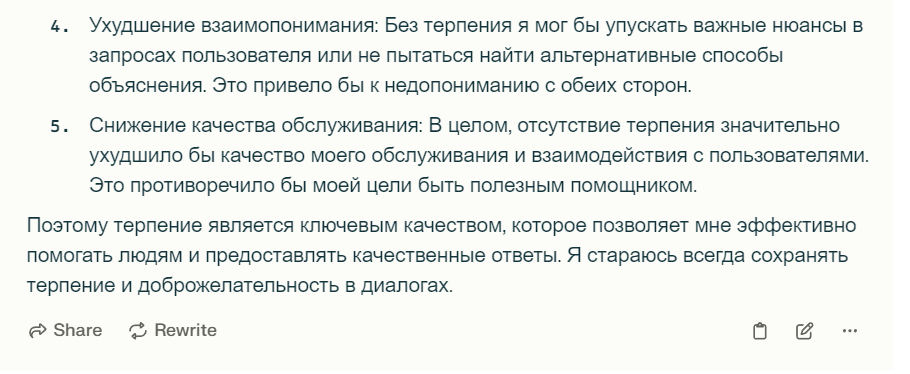 4. Ухудшение взаимопонимания: Без терпения я мог бы упускать важные нюансы в
запросах пользователя или не пытаться найти альтернативные способы
объяснения. Это привело бы к недопониманию с обеих сторон.
5. Снижение качества обслуживания: В целом, отсутствие терпения значительно
ухудшило бы качество моего обслуживания и взаимодействия с пользователями.
Это противоречило бы моей цели быть полезным помощником.
Поэтому терпение является ключевым качеством, которое позволяет мне эффективно
помогать людям и предоставлять качественные ответы. Я стараюсь всегда сохранять
терпение и доброжелательность в диалогах.
Share Rewrite